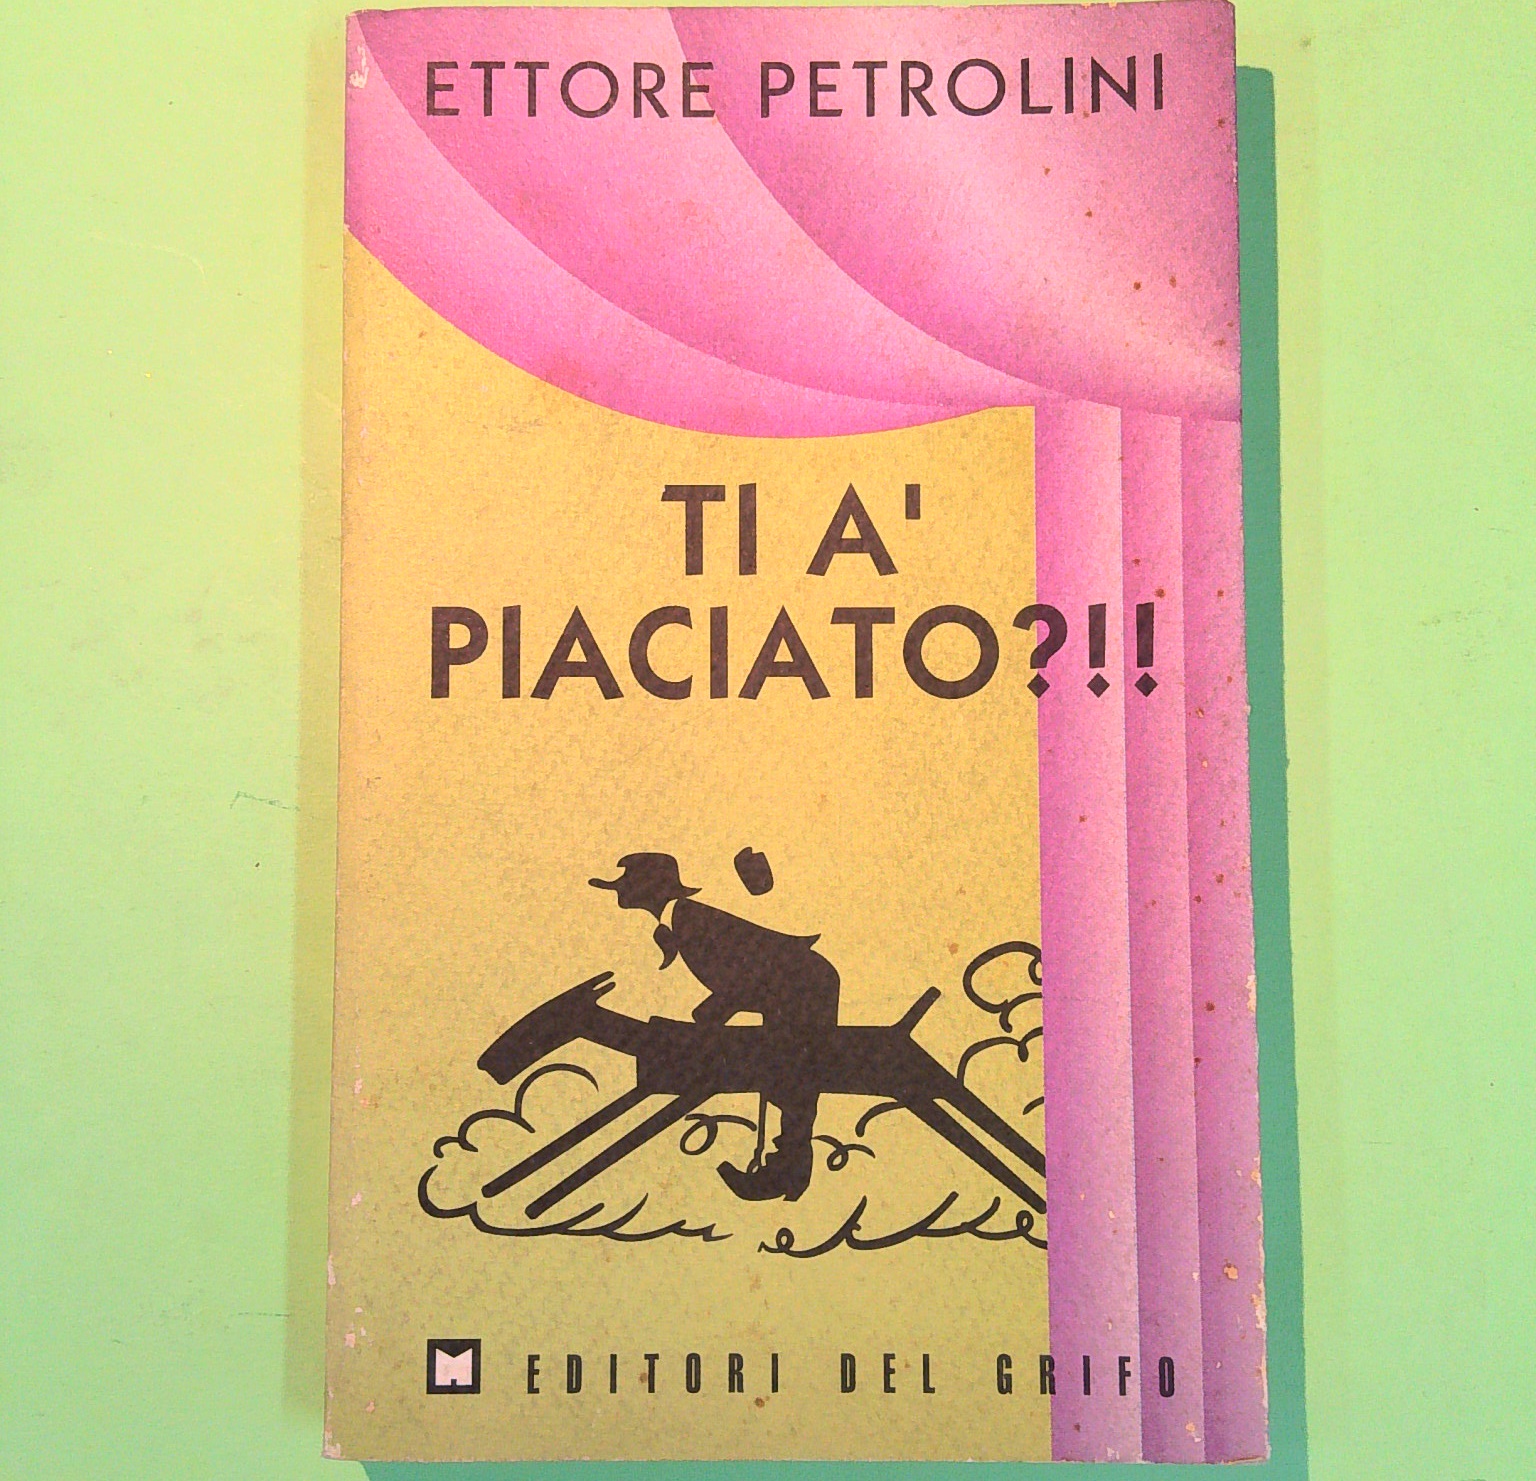 ETTORE PETROLINI
TI A'
PIACIATO?!!
EDITORI DEL GRIFO